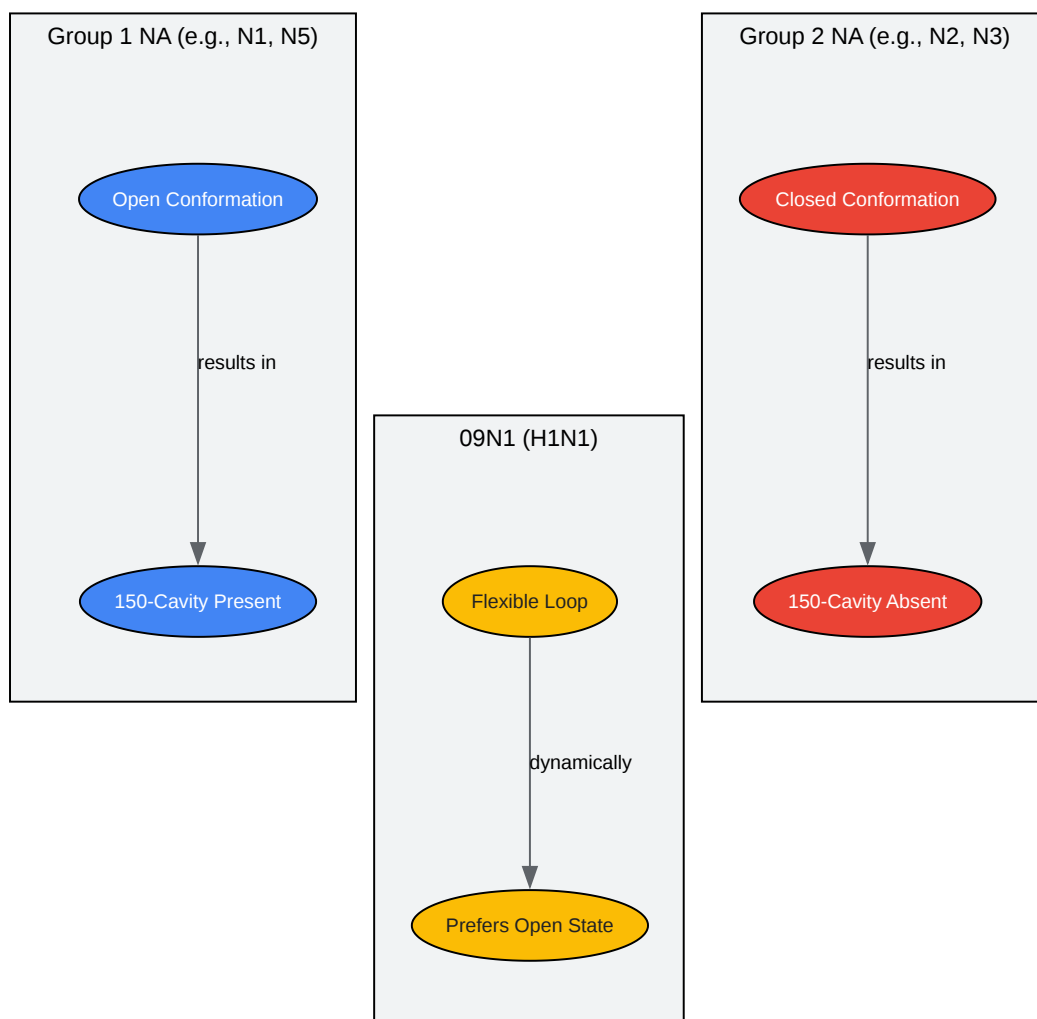 Group 1 NA (e.g., N1, N5)
Open Conformation
results in
150-Cavity Present
09N1 (H1N1)
Flexible Loop
dynamically
Prefers Open State
Group 2 NA (e.g., N2, N3)
Closed Conformation
results in
150-Cavity Absent